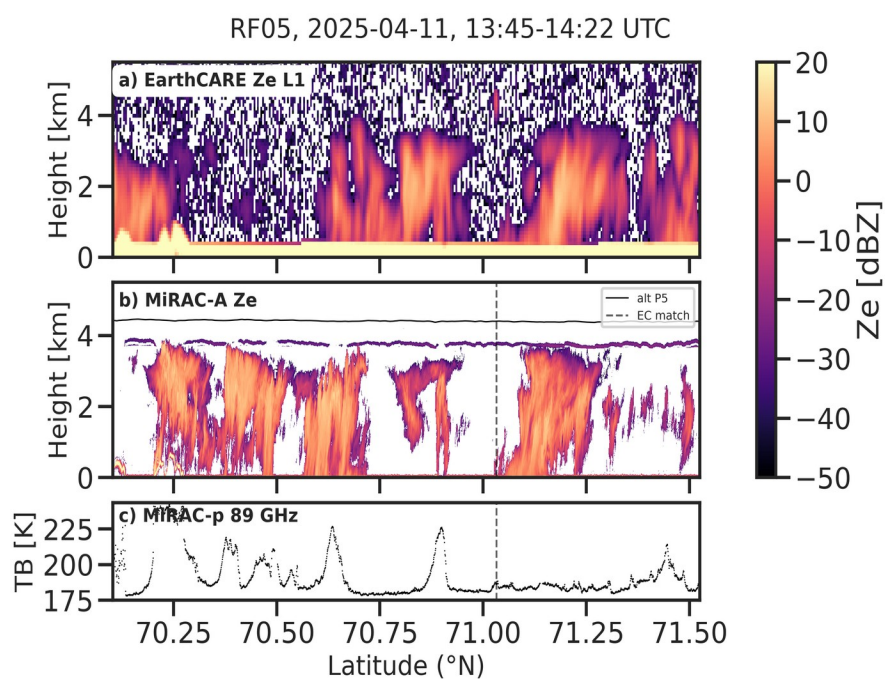 RF05, 2025-04-11, 13:45-14:22 UTC
a) EarthCARE Ze L1
Height [km]
4
2
0
b) MiRAC-A Ze
alt P5
EC match
Height [km]
4
2
0
c) MiRAC-p 89 GHz
TB [K]
225
200
175
70.25 70.50 70.75 71.00 71.25 71.50
Latitude (°N)
20
10
0
−10
−20
−30
−40
−50
Ze [dBZ]